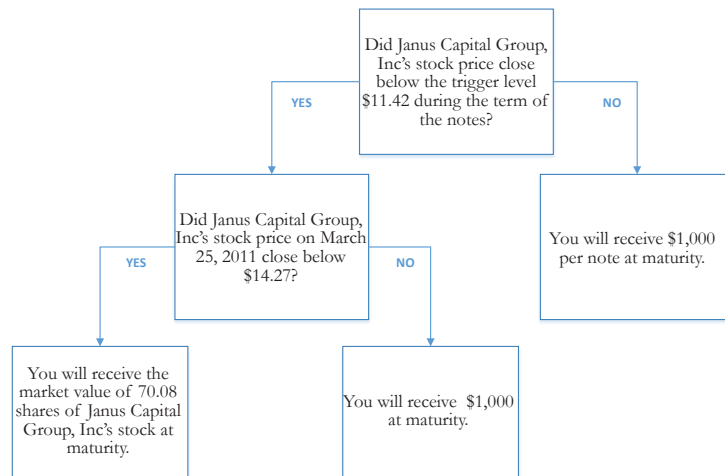 Did Janus Capital Group,
Inc's stock price close
below the trigger level
$11.42 during the term of
the notes?
YES
NO
Did Janus Capital Group,
Inc's stock price on March
25, 2011 close below
$14.27?
You will receive $1,000
per note at maturity.
YES
NO
You will receive the
market value of 70.08
shares of Janus Capital
Group, Inc's stock at
maturity.
You will receive $1,000
at maturity.